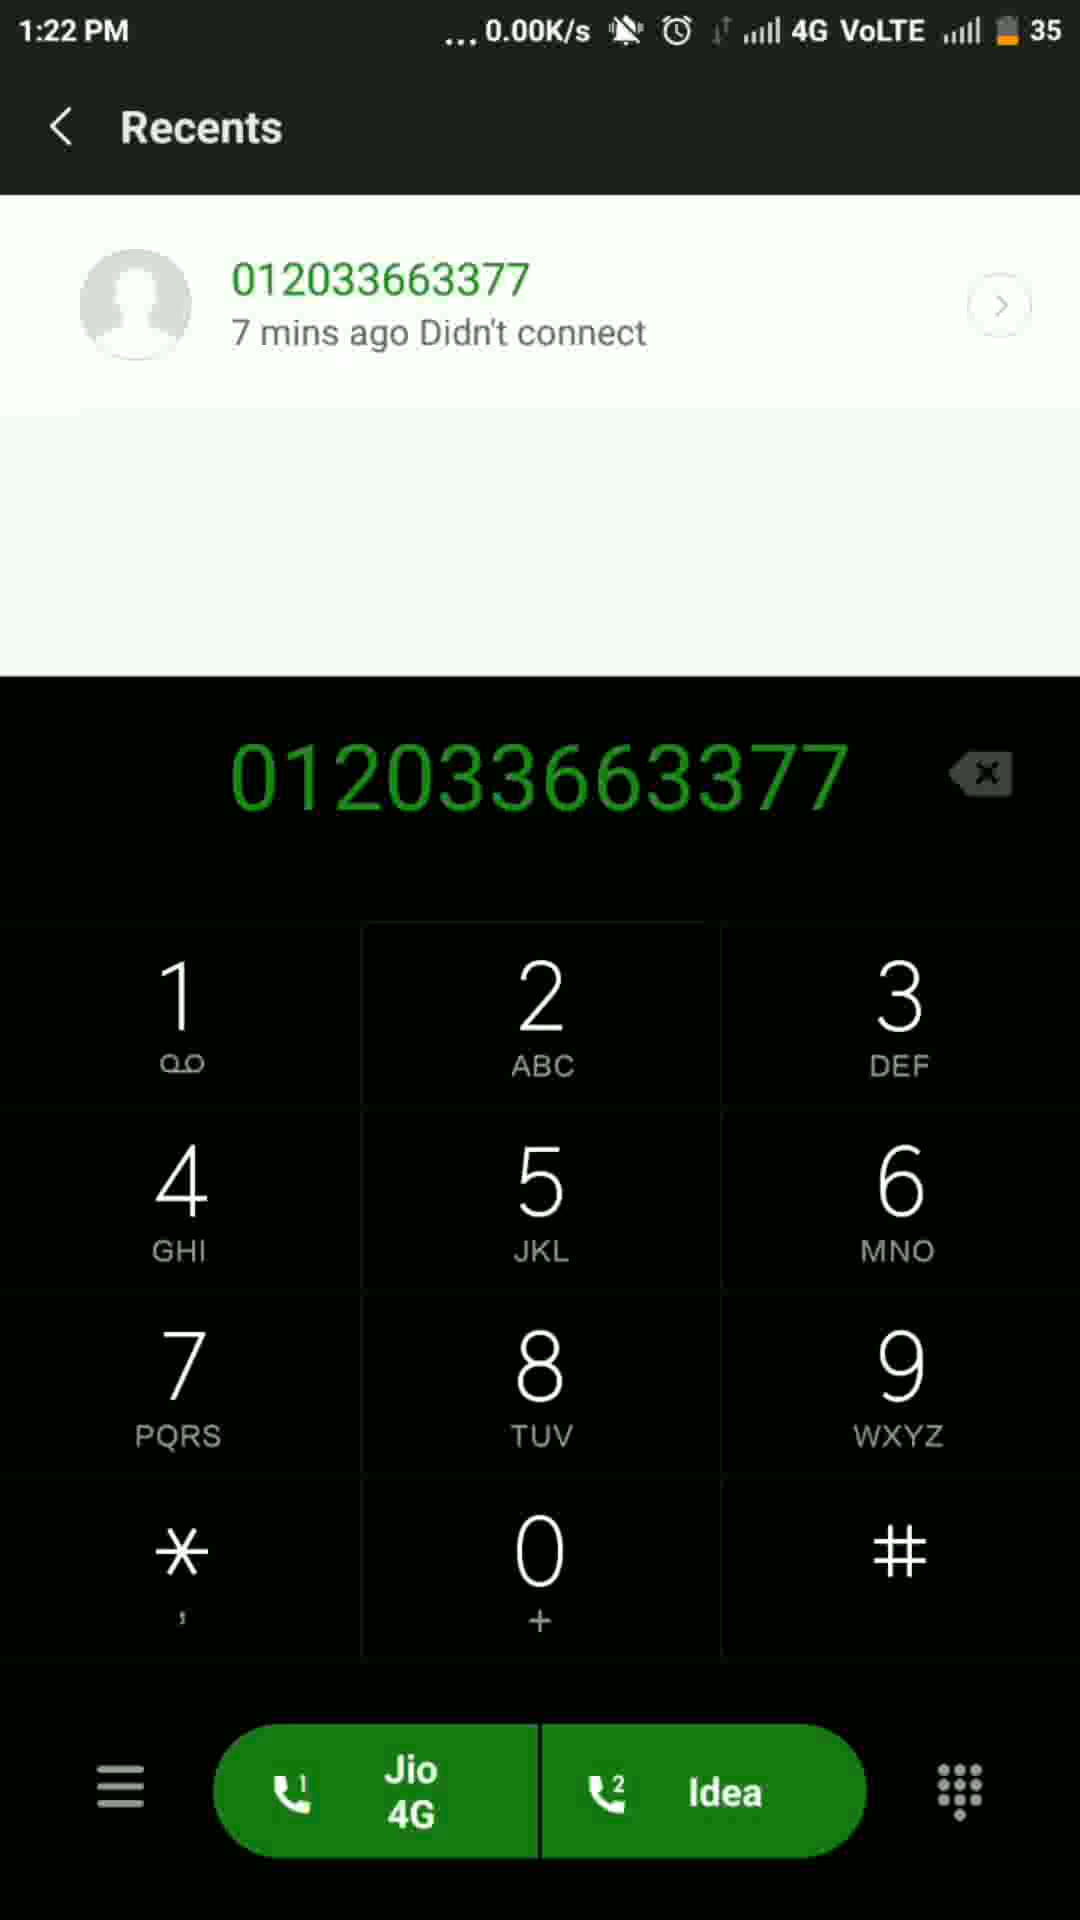 1:22 PM ... 0.00K/s 4G VoLTE 35
Recents
012033663377
7 mins ago Didn't connect
012033663377
1 2 3
ABC DEF
4 5 6
GHI JKL MNO
7 8 9
PQRS TUV WXYZ
* 0 #
, +
1 Jio 4G 2 Idea